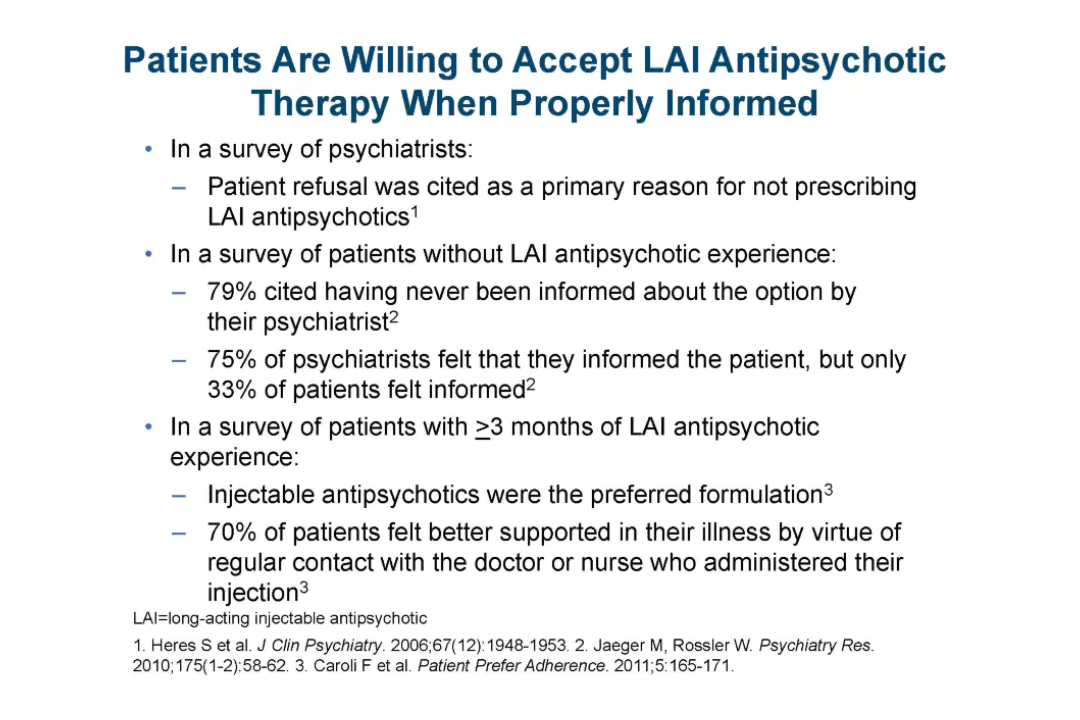 Patients Are Willing to Accept LAI Antipsychotic
Therapy When Properly Informed
• In a survey of psychiatrists:
– Patient refusal was cited as a primary reason for not prescribing
LAI antipsychotics1
• In a survey of patients without LAI antipsychotic experience:
– 79% cited having never been informed about the option by
their psychiatrist2
– 75% of psychiatrists felt that they informed the patient, but only
33% of patients felt informed2
• In a survey of patients with >3 months of LAI antipsychotic
experience:
– Injectable antipsychotics were the preferred formulation3
– 70% of patients felt better supported in their illness by virtue of
regular contact with the doctor or nurse who administered their
injection3
LAI=long-acting injectable antipsychotic
1. Heres S et al. J Clin Psychiatry. 2006;67(12):1948-1953. 2. Jaeger M, Rossler W. Psychiatry Res.
2010;175(1-2):58-62. 3. Caroli F et al. Patient Prefer Adherence. 2011;5:165-171.